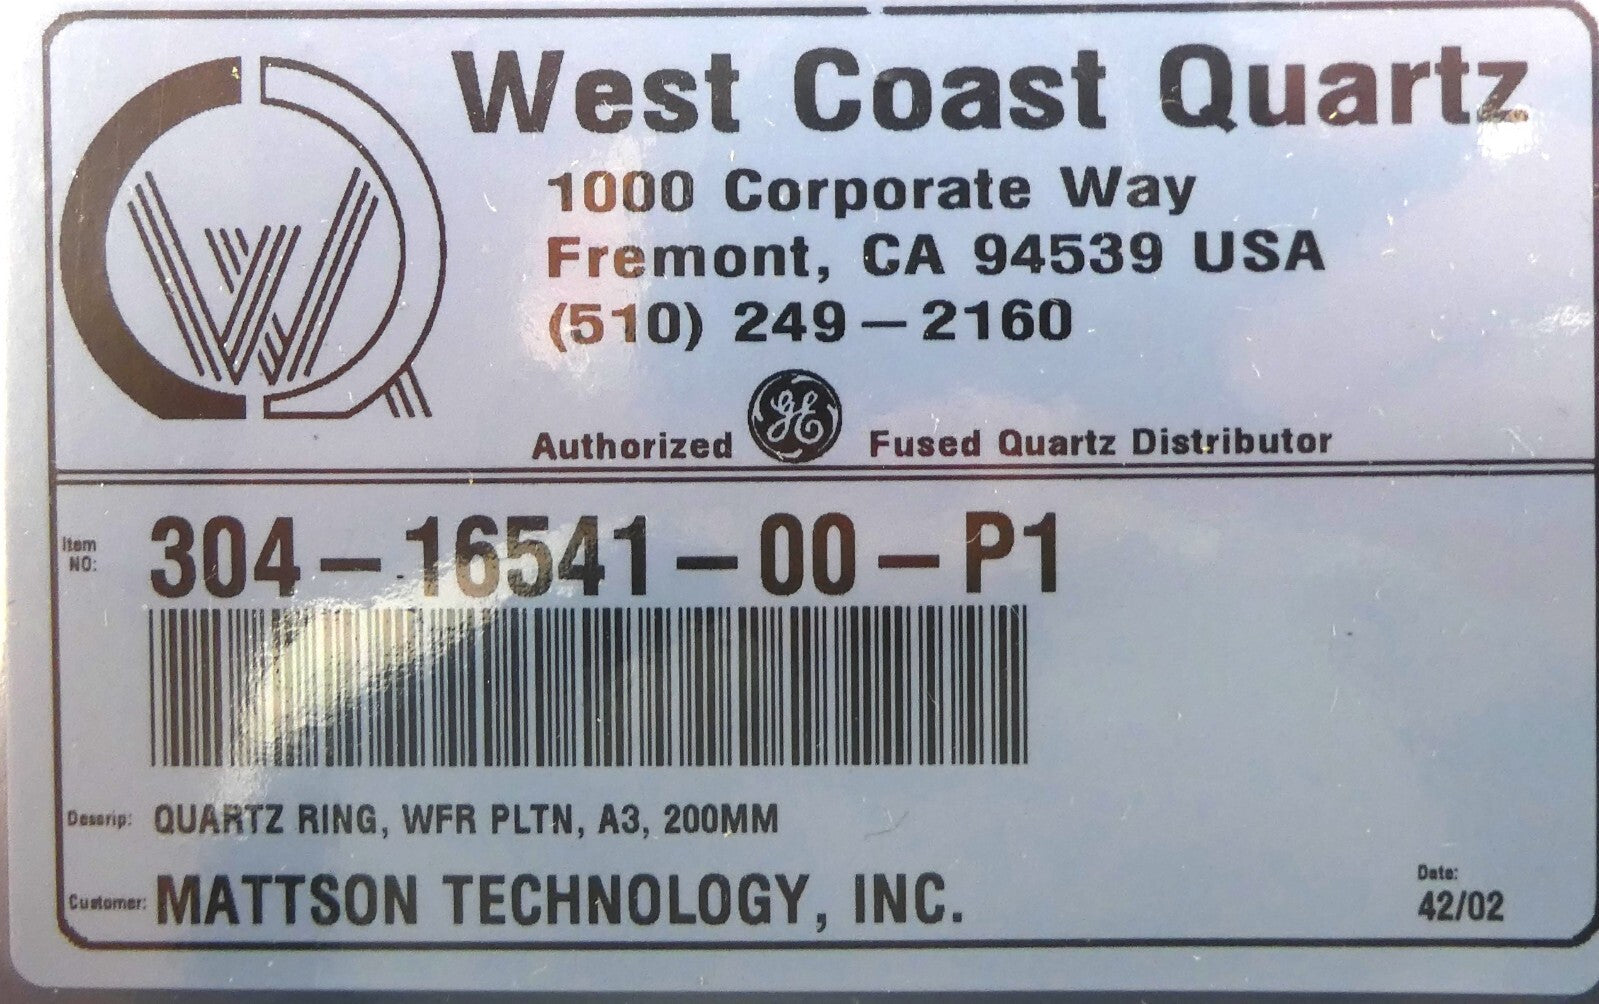 West Coast Quartz
1000 Corporate Way
Fremont, CA 94539 USA
(510) 249-2160
Authorized GE Fused Quartz Distributor
Item NO: 304-16541-00-P1
Descrip: QUARTZ RING, WFR PLTN, A3, 200MM
Customer: MATTSON TECHNOLOGY, INC.
Date:
42/02